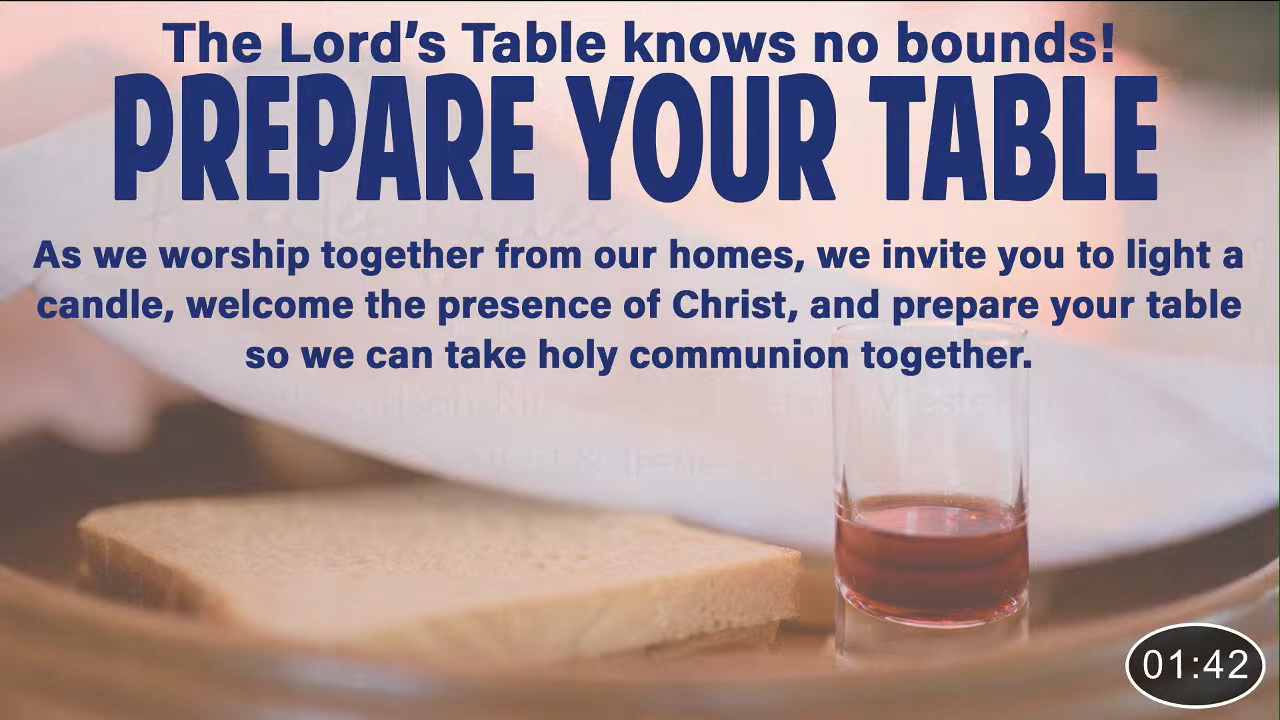 The Lord's Table knows no bounds!
PREPARE YOUR TABLE
As we worship together from our homes, we invite you to light a
candle, welcome the presence of Christ, and prepare your table
so we can take holy communion together.
01:42